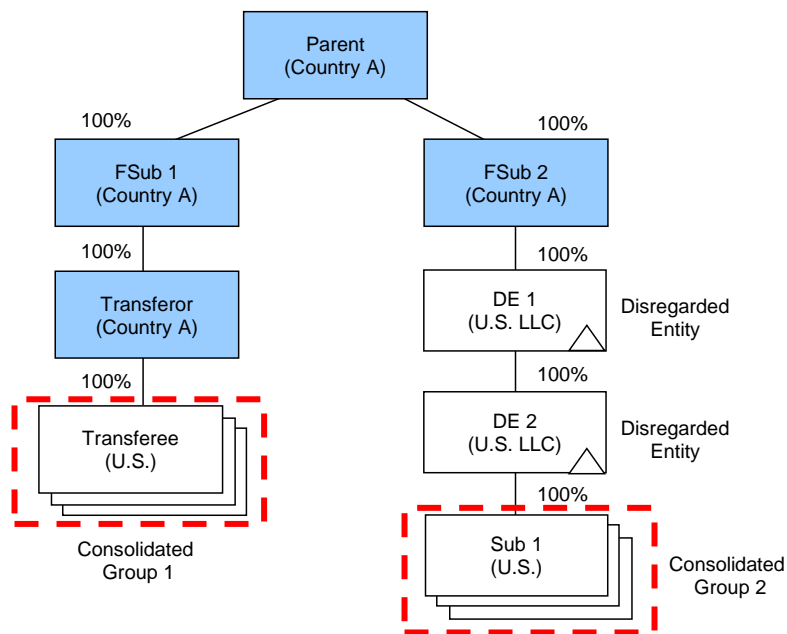 Parent
(Country A)
100%
100%
FSub 1
(Country A)
FSub 2
(Country A)
100%
100%
Transferor
(Country A)
DE 1
(U.S. LLC)
Disregarded
Entity
100%
100%
Transferee
(U.S.)
DE 2
(U.S. LLC)
Disregarded
Entity
100%
Consolidated
Group 1
Sub 1
(U.S.)
Consolidated
Group 2